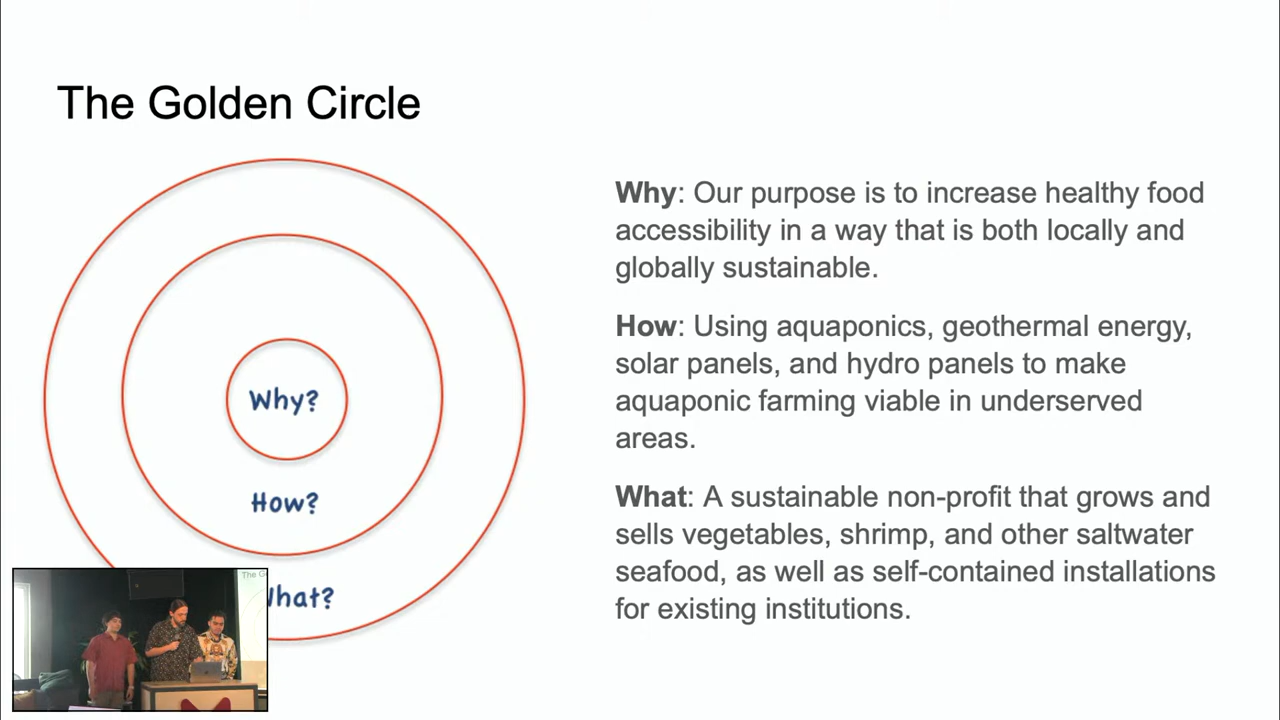 The Golden Circle
Why: Our purpose is to increase healthy food
accessibility in a way that is both locally and
globally sustainable.
How: Using aquaponics, geothermal energy,
solar panels, and hydro panels to make
aquaponic farming viable in underserved
areas.
What: A sustainable non-profit that grows and
sells vegetables, shrimp, and other saltwater
seafood, as well as self-contained installations
for existing institutions.
Why?
How?
What?
The G